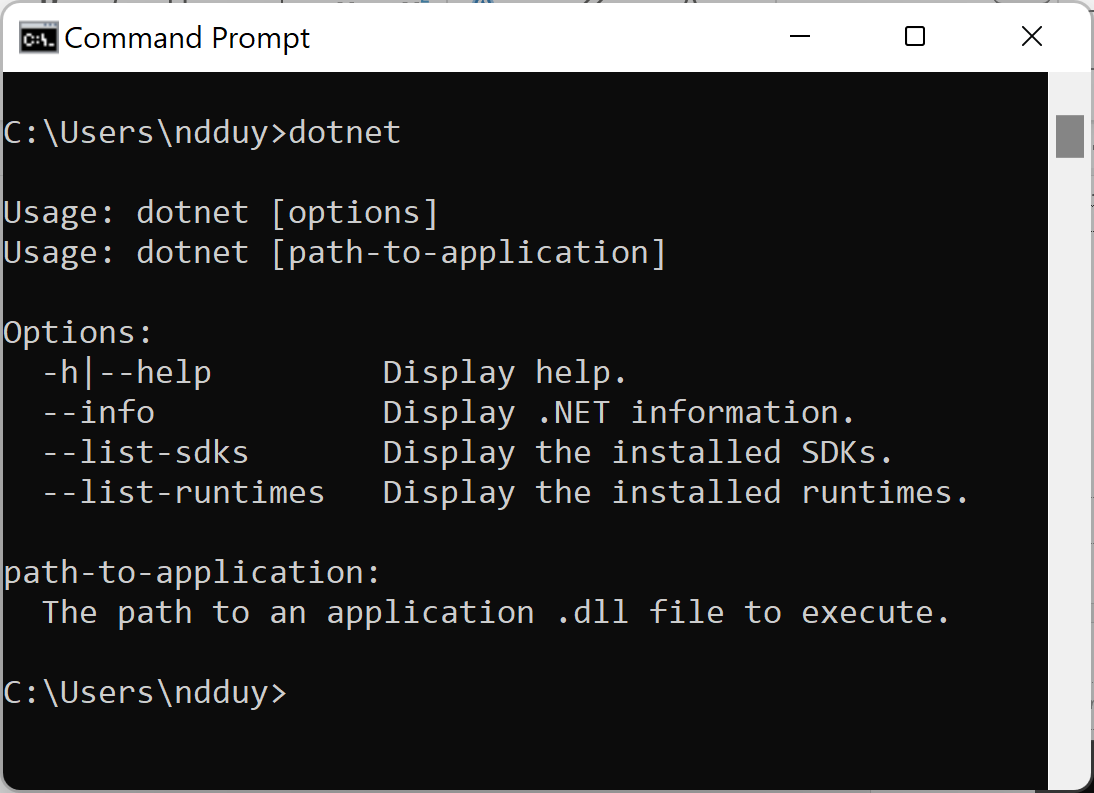 C:\. Command Prompt
C:\Users\ndduy>dotnet
Usage: dotnet [options]
Usage: dotnet [path-to-application]
Options:
-h|--help Display help.
--info Display .NET information.
--list-sdks Display the installed SDKs.
--list-runtimes Display the installed runtimes.
path-to-application:
The path to an application .dll file to execute.
C:\Users\ndduy>